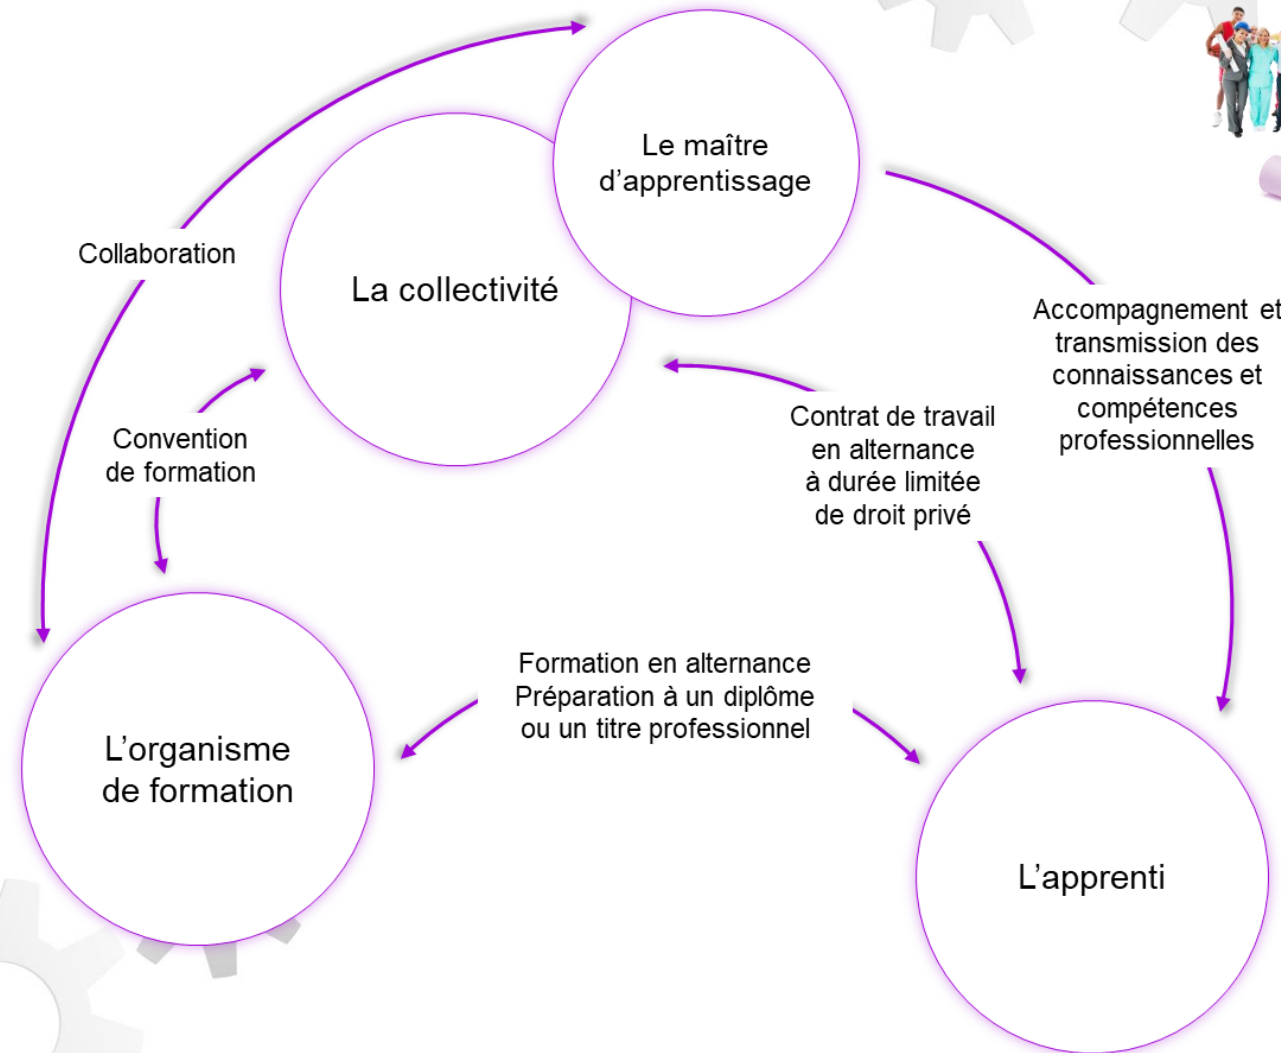 Le maître
d’apprentissage
Collaboration
La collectivité
Accompagnement et
transmission des
connaissances et
compétences
professionnelles
Contrat de travail
en alternance
à durée limitée
de droit privé
Convention
de formation
Formation en alternance
Préparation à un diplôme
ou un titre professionnel
L’organisme
de formation
L’apprenti